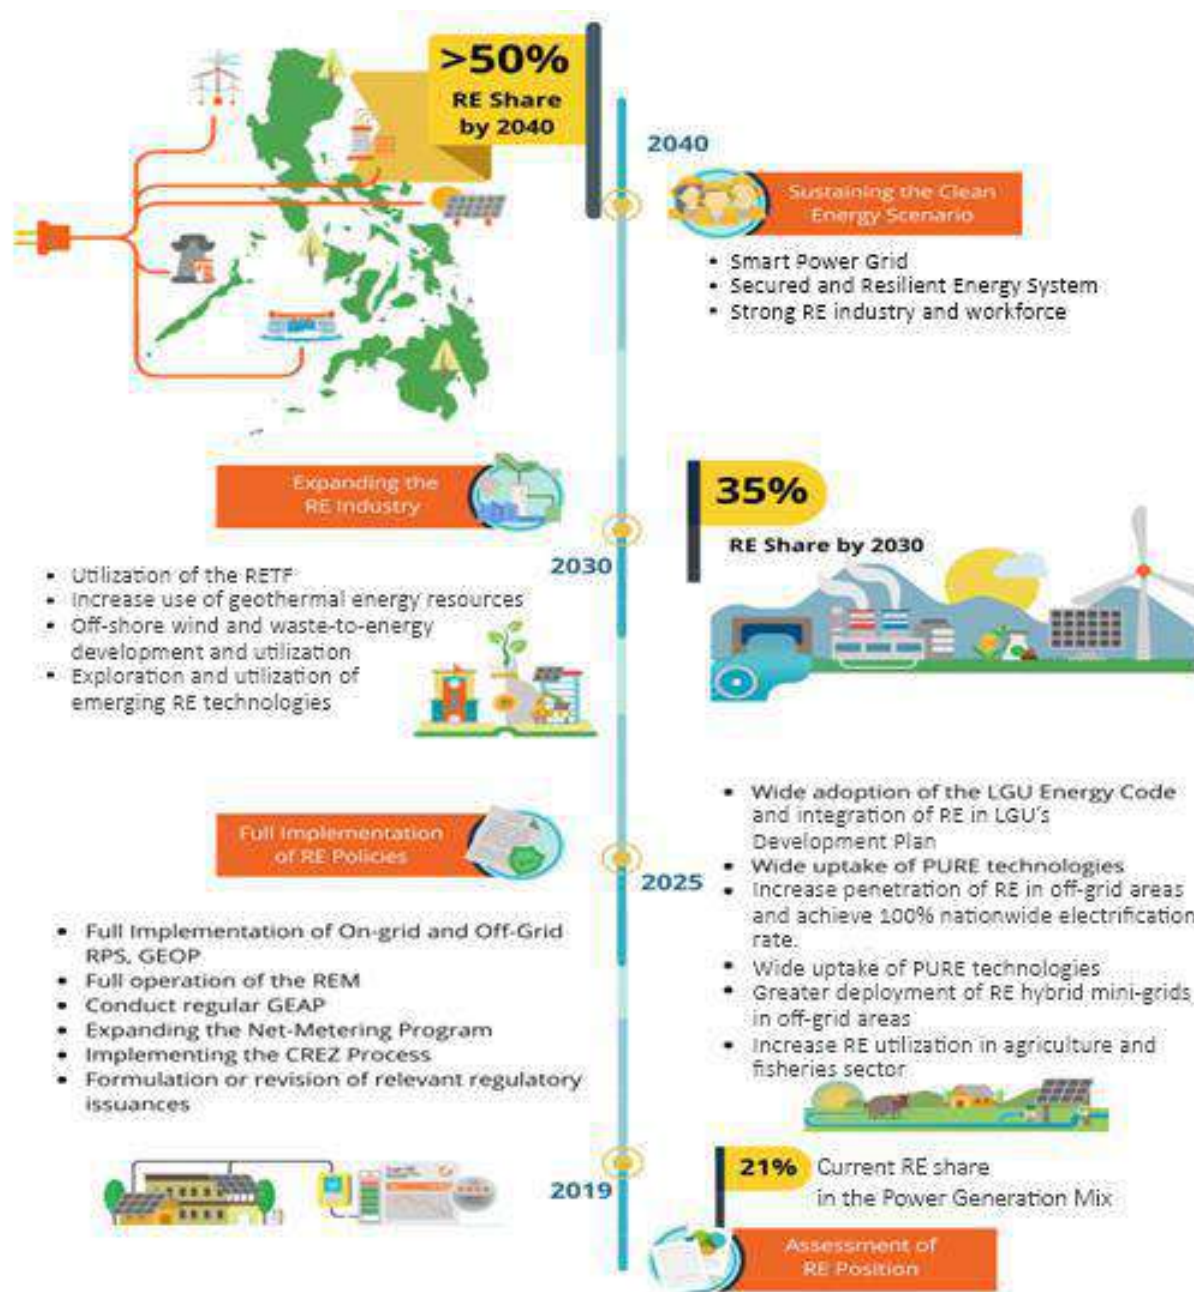 >50%
RE Share
by 2040
2040
Sustaining the Clean
Energy Scenario
• Smart Power Grid
• Secured and Resilient Energy System
• Strong RE industry and workforce
Expanding the
RE Industry
2030
35%
RE Share by 2030
• Utilization of the RETF
• Increase use of geothermal energy resources
• Off-shore wind and waste-to-energy
development and utilization
• Exploration and utilization of
emerging RE technologies
Full Implementation
of RE Policies
2025
• Wide adoption of the LGU Energy Code
and integration of RE in LGU's
Development Plan
• Wide uptake of PURE technologies
• Increase penetration of RE in off-grid areas
and achieve 100% nationwide electrification
rate.
• Wide uptake of PURE technologies
• Greater deployment of RE hybrid mini-grids
in off-grid areas
• Increase RE utilization in agriculture and
fisheries sector
• Full Implementation of On-grid and Off-Grid
RPS, GEOP
• Full operation of the REM
• Conduct regular GEAP
• Expanding the Net-Metering Program
• Implementing the CREZ Process
• Formulation or revision of relevant regulatory
issuances
2019
21%
Current RE share
in the Power Generation Mix
Assessment of
RE Position